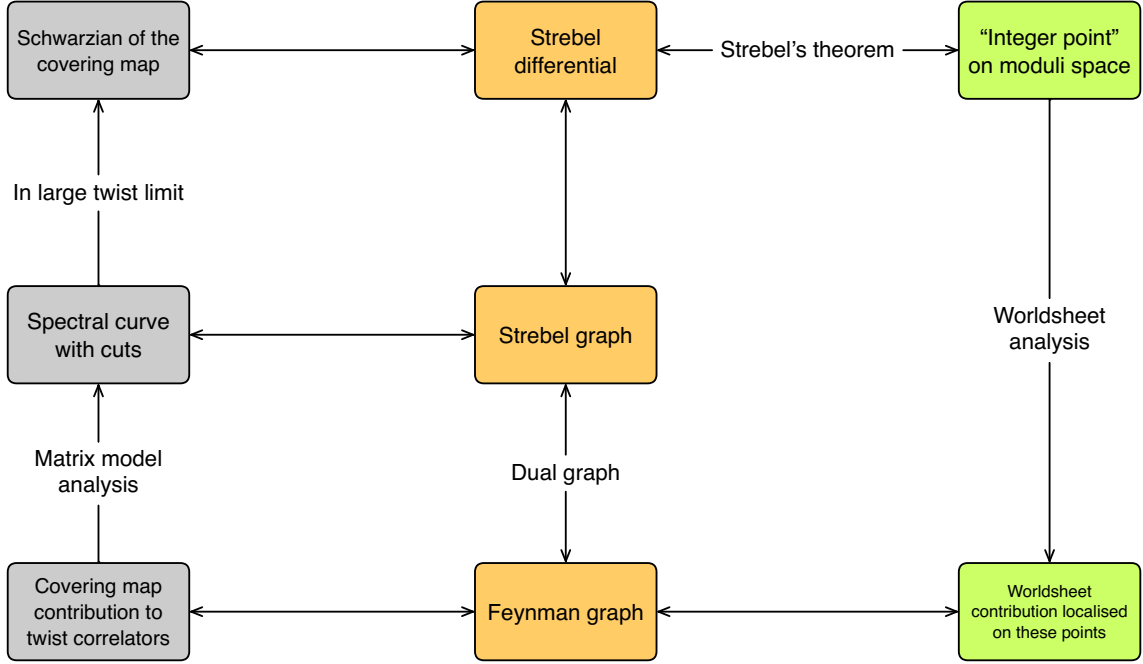 Schwarzian of the
covering map
Strebel
differential
Strebel’s theorem
“Integer point”
on moduli space
In large twist limit
Spectral curve
with cuts
Strebel graph
Worldsheet
analysis
Matrix model
analysis
Dual graph
Covering map
contribution to
twist correlators
Feynman graph
Worldsheet
contribution localised
on these points